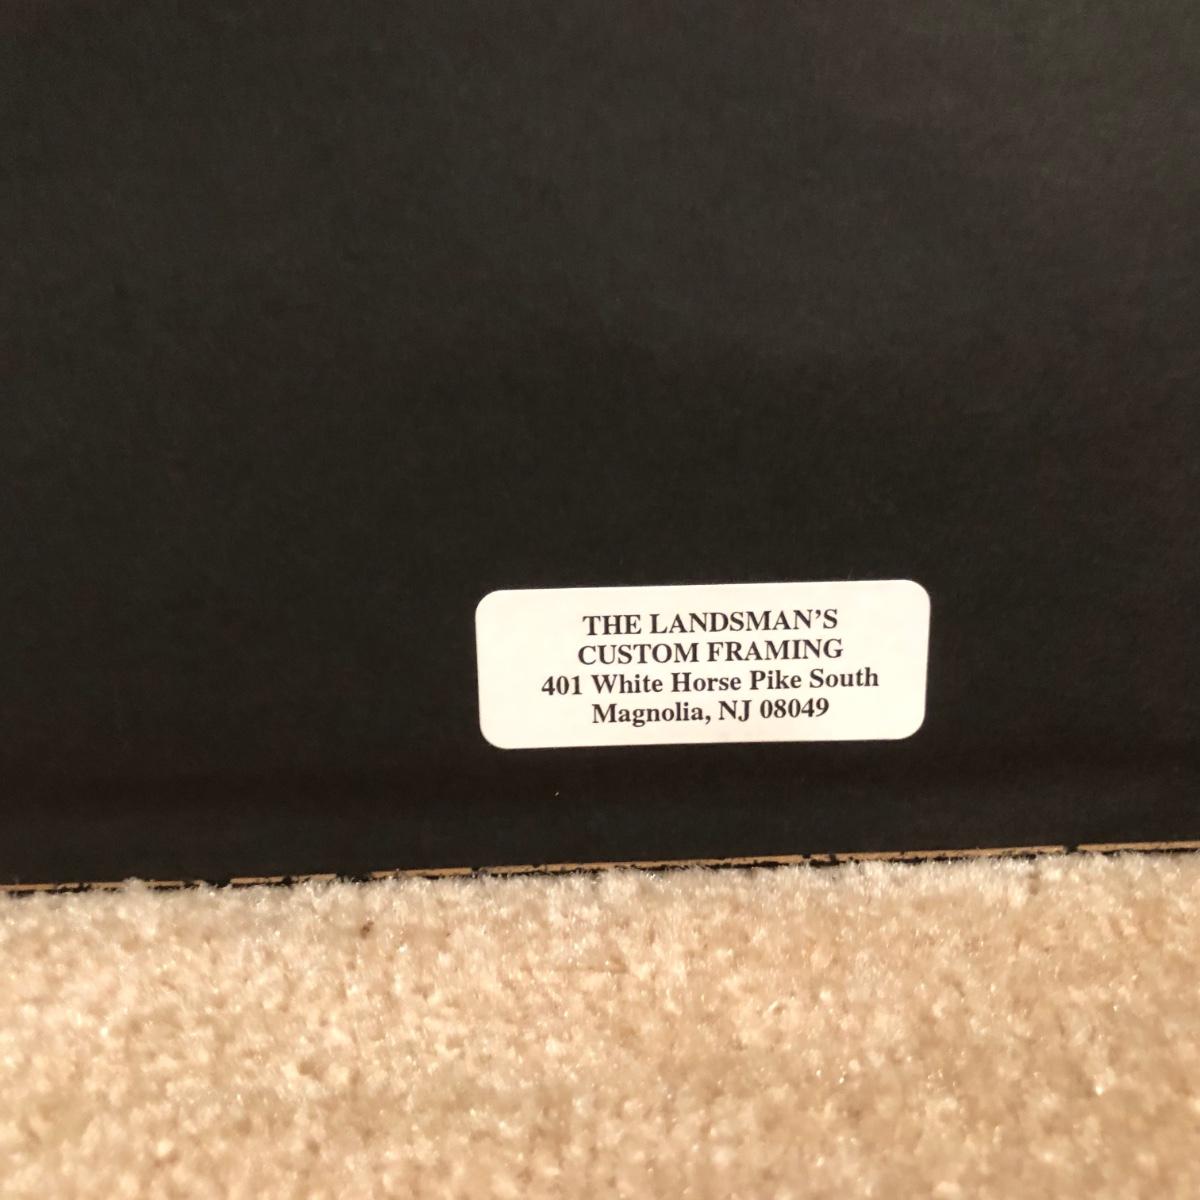 THE LANDSMAN'S
CUSTOM FRAMING
401 White Horse Pike South
Magnolia, NJ 08049